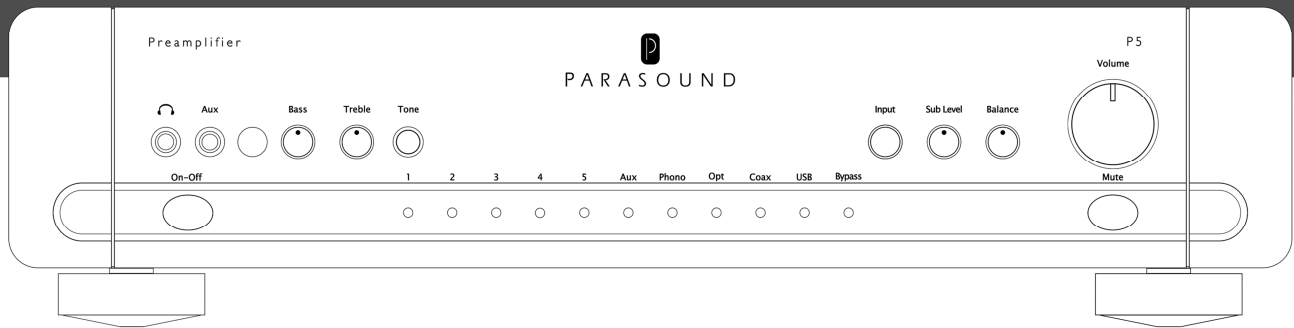 Preamplifier
P5
P
PARASOUND
Volume
Aux
Bass
Treble
Tone
Input
Sub Level
Balance
On-Off
1
2
3
4
5
Aux
Phono
Opt
Coax
USB
Bypass
Mute